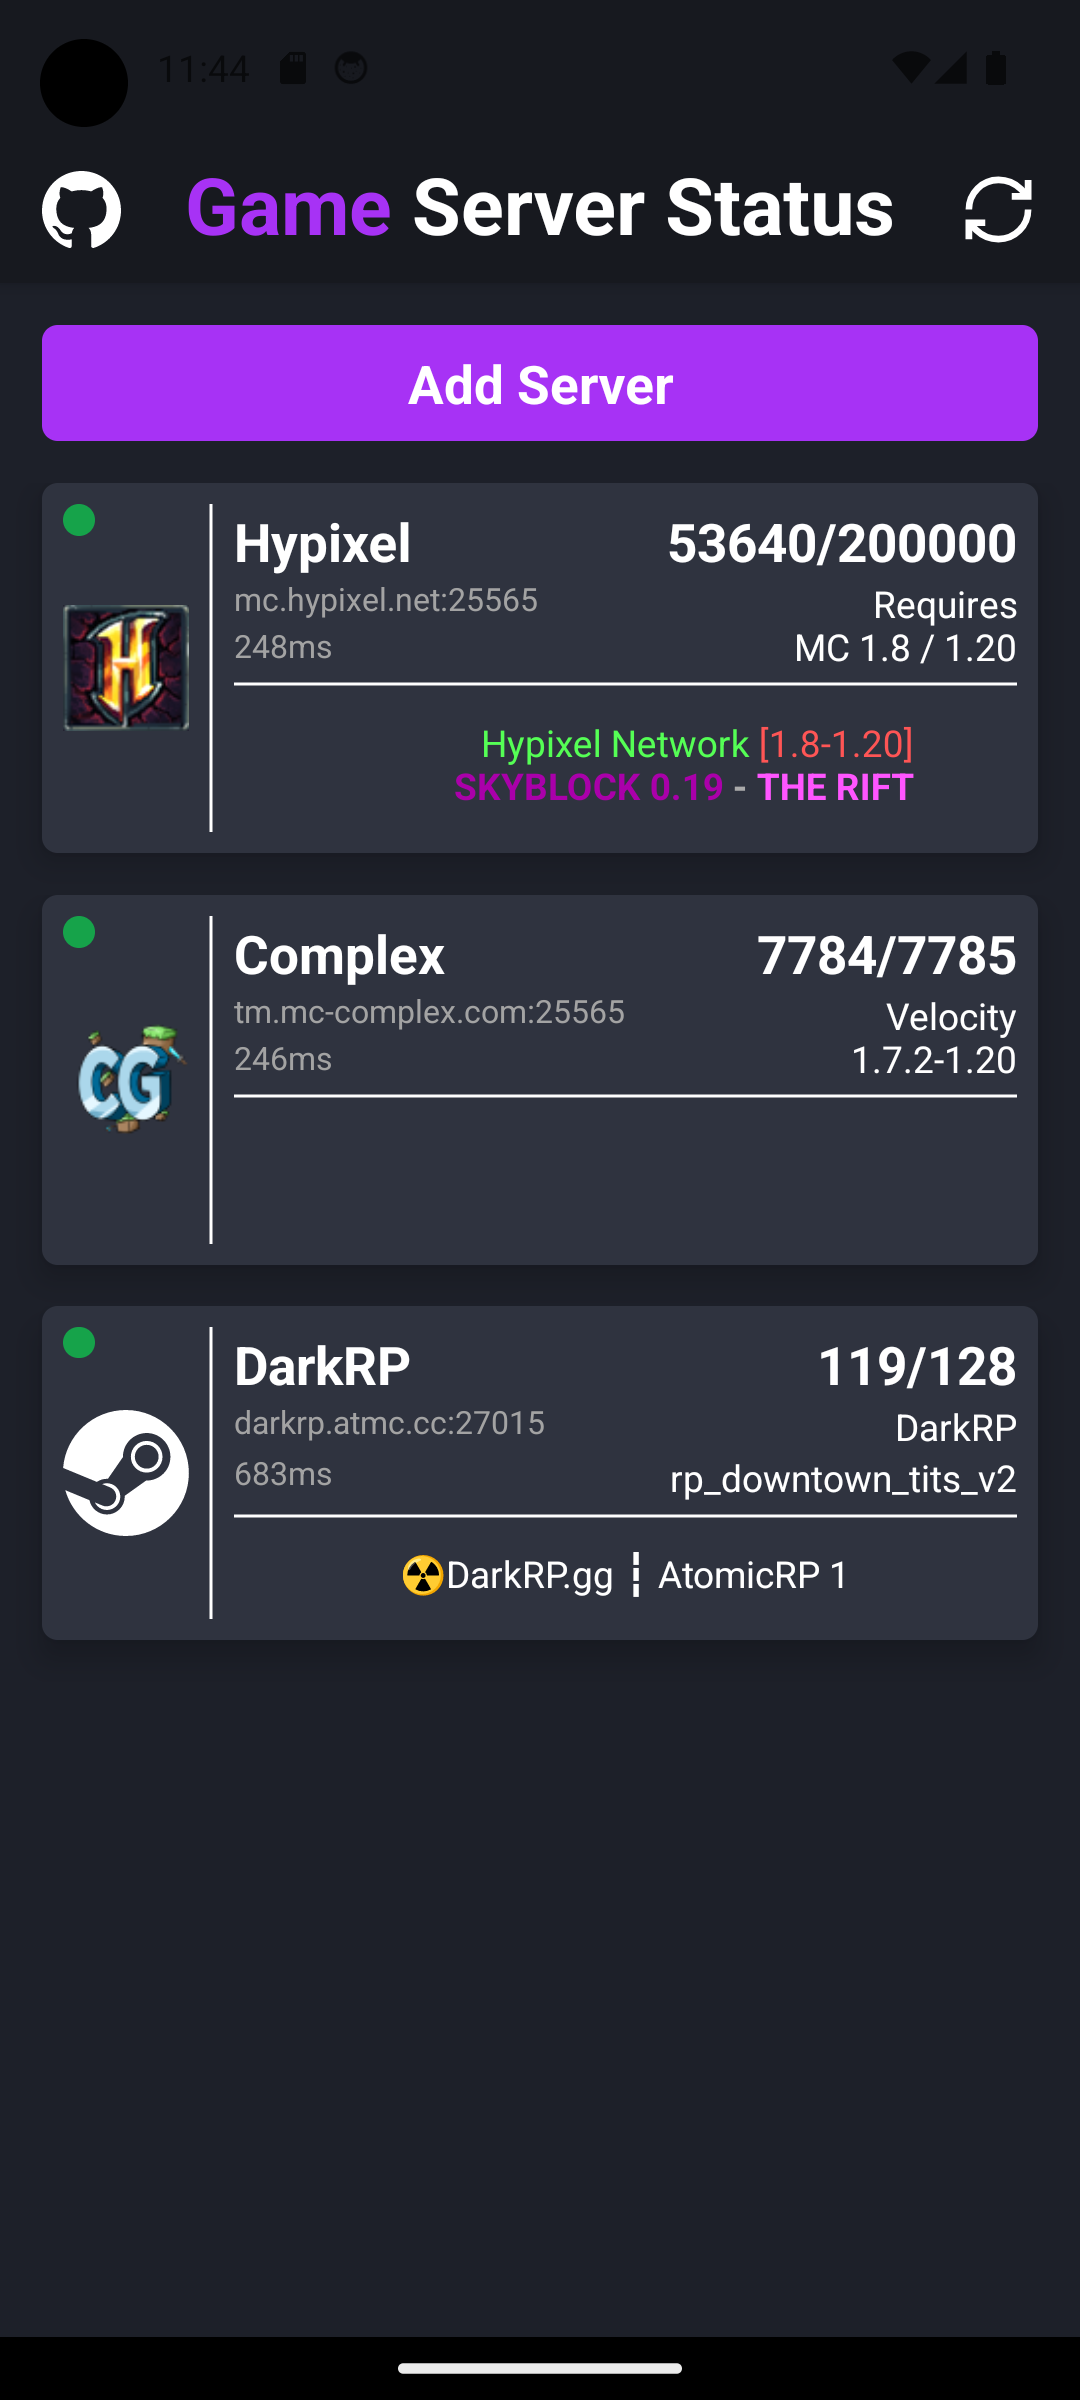 11:44
Game Server Status
Add Server
Hypixel 53640/200000
mc.hypixel.net:25565 Requires
248ms MC 1.8 / 1.20
Hypixel Network [1.8-1.20]
SKYBLOCK 0.19 - THE RIFT
Complex 7784/7785
tm.mc-complex.com:25565 Velocity
246ms 1.7.2-1.20
CG
DarkRP 119/128
darkrp.atmc.cc:27015 DarkRP
683ms rp_downtown_tits_v2
☢️DarkRP.gg ┇ AtomicRP 1